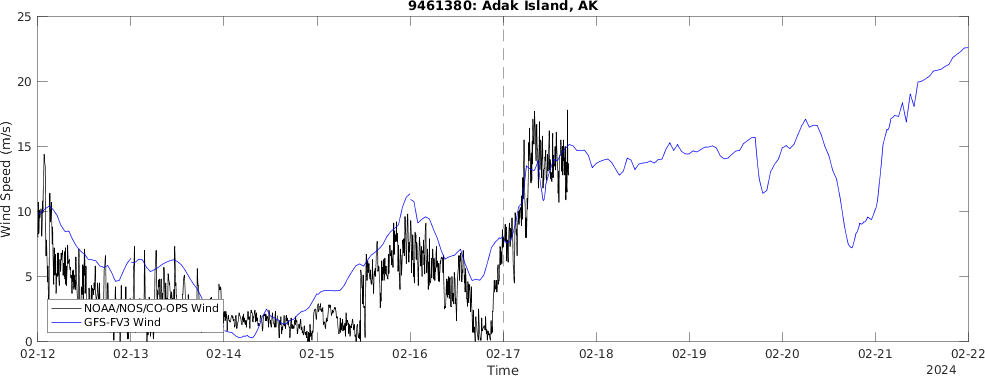 9461380: Adak Island, AK
25
20
15
10
5
0
Wind Speed (m/s)
NOAA/NOS/CO-OPS Wind
GFS-FV3 Wind
02-12 02-13 02-14 02-15 02-16 02-17 02-18 02-19 02-20 02-21 02-22
Time
2024